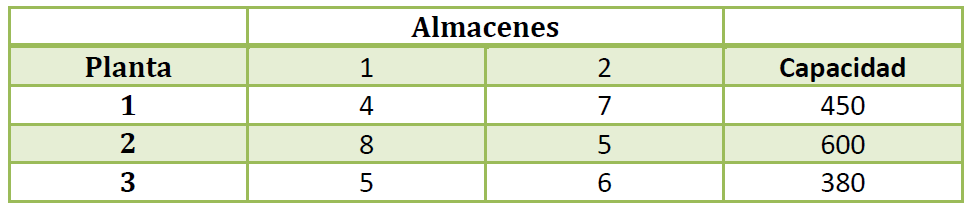 Almacenes
Planta 1 2 Capacidad
1 4 7 450
2 8 5 600
3 5 6 380